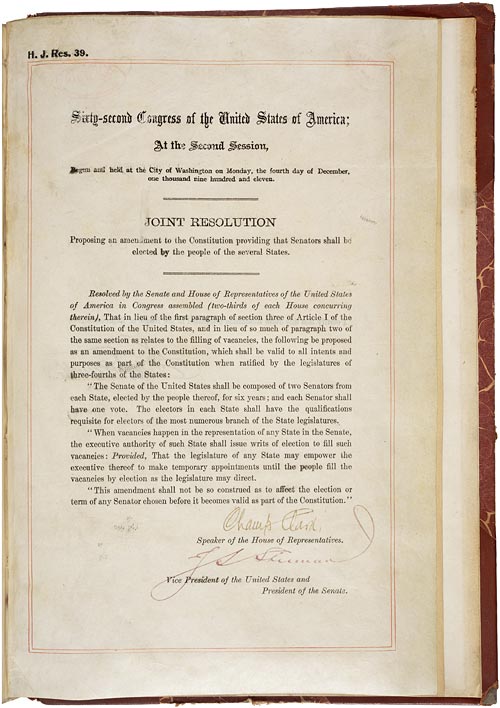 H. J. Res. 39.
Sixty-second Congress of the United States of America;
At the Second Session,
Begun and held at the City of Washington on Monday, the fourth day of December,
one thousand nine hundred and eleven.
JOINT RESOLUTION
Proposing an amendment to the Constitution providing that Senators shall be
elected by the people of the several States.
Resolved by the Senate and House of Representatives of the United States
of America in Congress assembled (two-thirds of each House concurring
therein), That in lieu of the first paragraph of section three of Article I of the
Constitution of the United States, and in lieu of so much of paragraph two of
the same section as relates to the filling of vacancies, the following be proposed
as an amendment to the Constitution, which shall be valid to all intents and
purposes as part of the Constitution when ratified by the legislatures of
three-fourths of the States:
"The Senate of the United States shall be composed of two Senators from
each State, elected by the people thereof, for six years; and each Senator shall
have one vote. The electors in each State shall have the qualifications
requisite for electors of the most numerous branch of the State legislatures.
"When vacancies happen in the representation of any State in the Senate,
the executive authority of such State shall issue writs of election to fill such
vacancies: Provided, That the legislature of any State may empower the
executive thereof to make temporary appointments until the people fill the
vacancies by election as the legislature may direct.
"This amendment shall not be so construed as to affect the election or
term of any Senator chosen before it becomes valid as part of the Constitution."
Champ Clark
Speaker of the House of Representatives.
J S Sherman
Vice President of the United States and
President of the Senate.